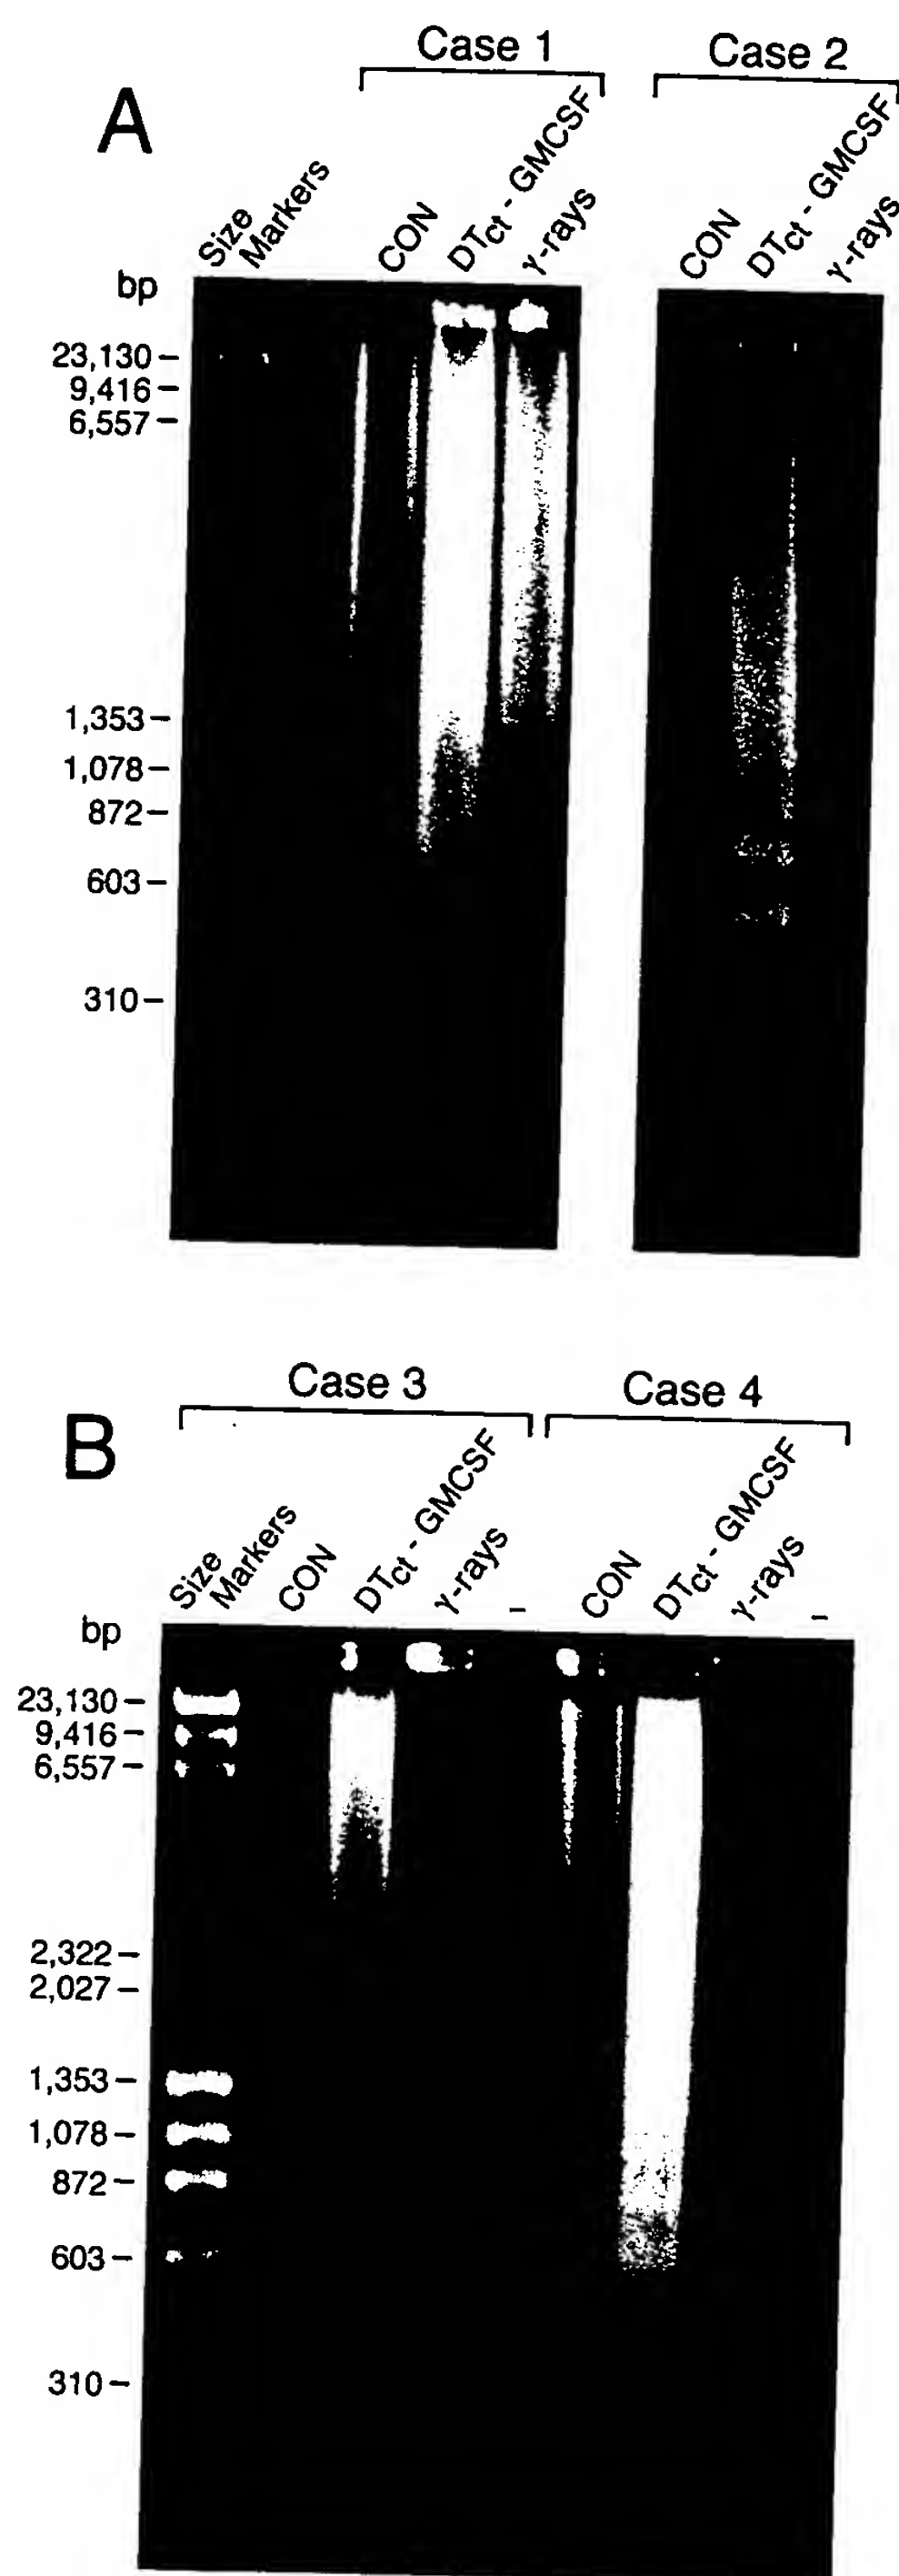 Case 1
Case 2
A
Size Markers
CON
DTct - GMCSF
γ-rays
CON
DTct - GMCSF
γ-rays
bp
23,130
9,416
6,557
1,353
1,078
872
603
310
Case 3
Case 4
B
Size Markers
CON
DTct - GMCSF
γ-rays
-
CON
DTct - GMCSF
γ-rays
-
bp
23,130
9,416
6,557
2,322
2,027
1,353
1,078
872
603
310